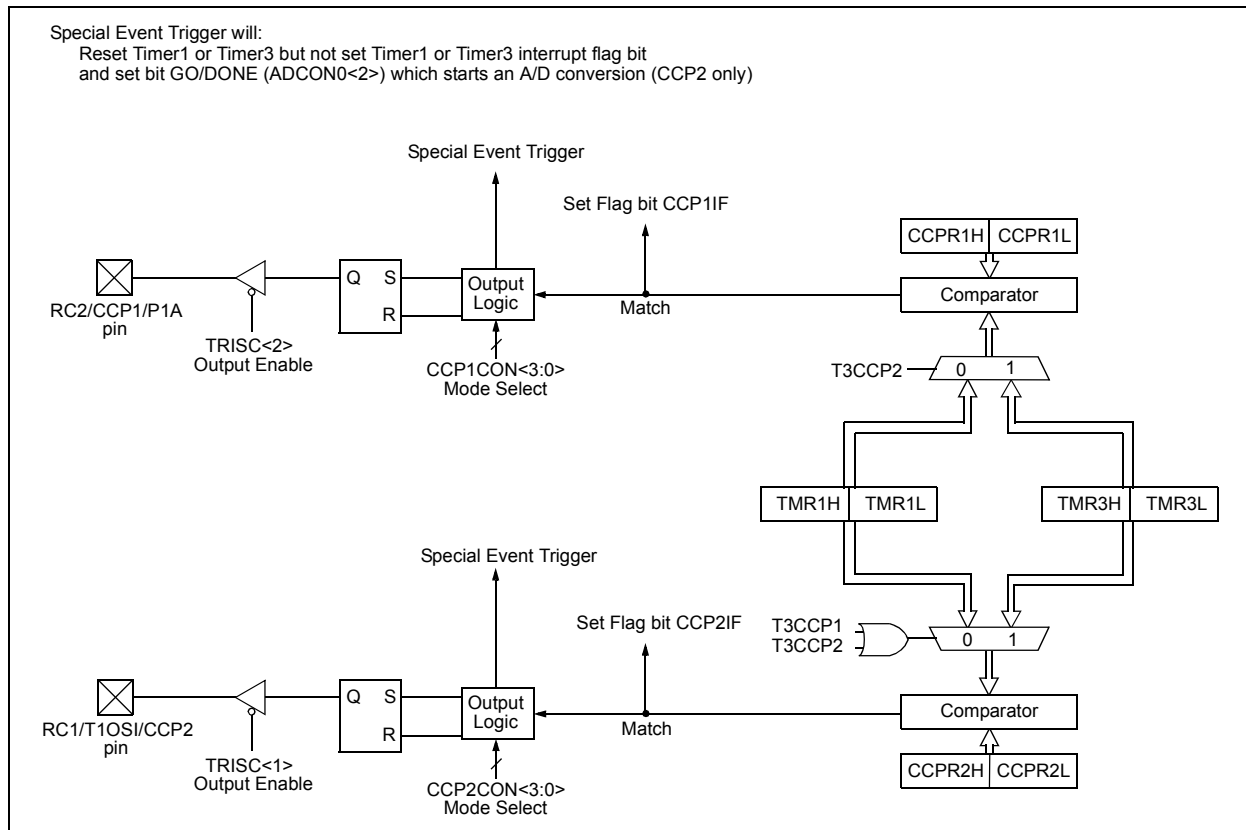 Special Event Trigger will:
Reset Timer1 or Timer3 but not set Timer1 or Timer3 interrupt flag bit
and set bit GO/DONE (ADCON0<2>) which starts an A/D conversion (CCP2 only)
Special Event Trigger
Set Flag bit CCP1IF
CCPR1H CCPR1L
Q S R
Output
Logic
Comparator
Match
RC2/CCP1/P1A
pin
TRISC<2>
Output Enable
CCP1CON<3:0>
Mode Select
T3CCP2
0 1
TMR1H TMR1L
TMR3H TMR3L
Special Event Trigger
Set Flag bit CCP2IF
T3CCP1
T3CCP2
0 1
Q S R
Output
Logic
Comparator
Match
RC1/T1OSI/CCP2
pin
TRISC<1>
Output Enable
CCP2CON<3:0>
Mode Select
CCPR2H CCPR2L